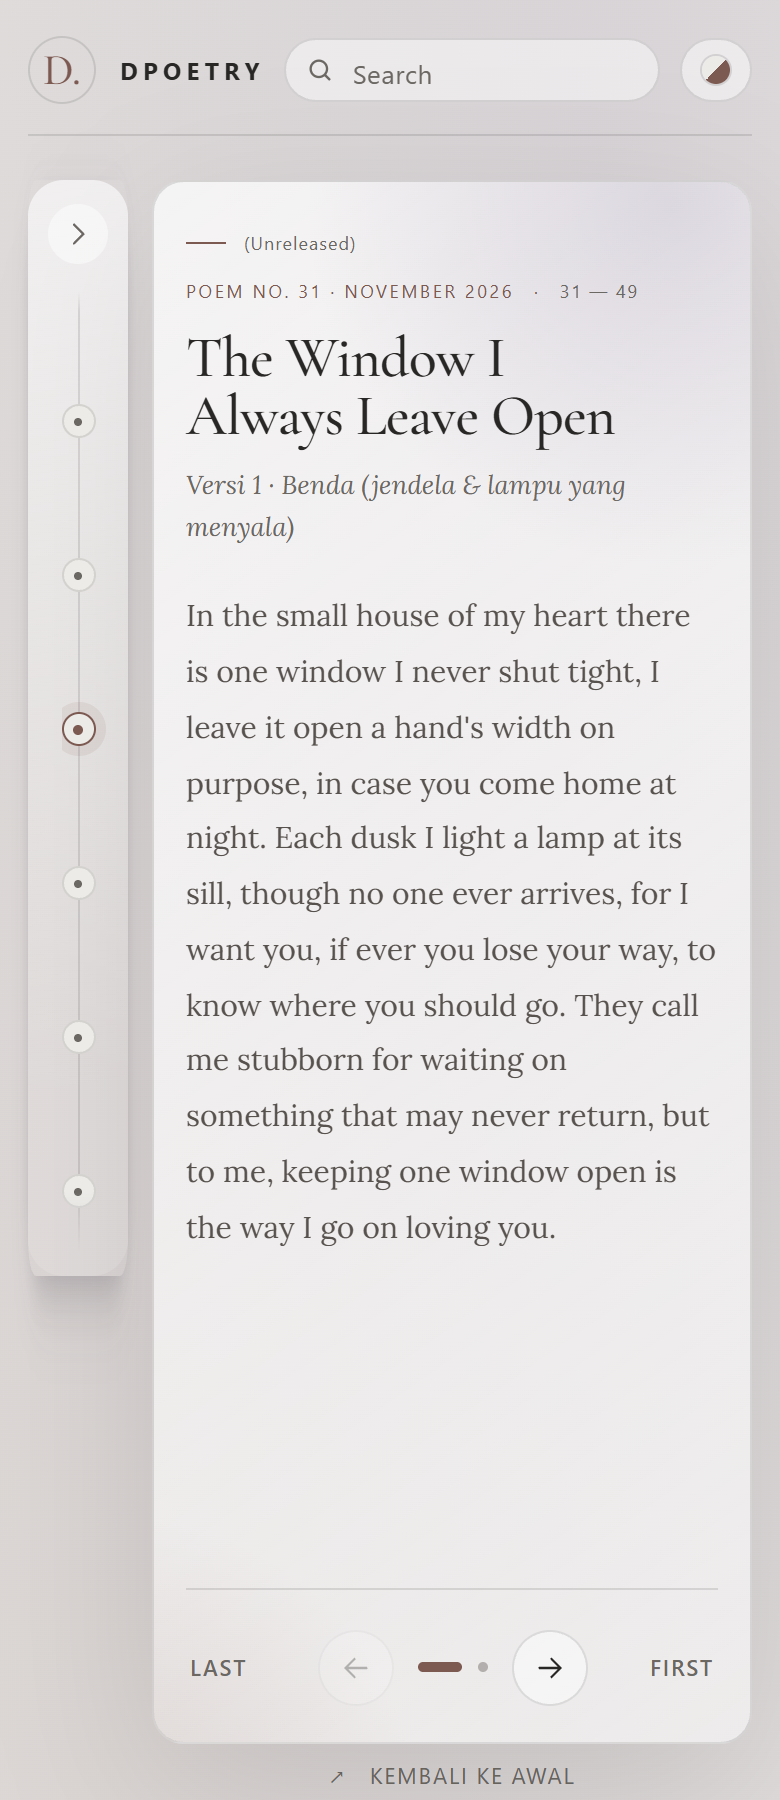 D.
DPOETRY
Search
(Unreleased)
POEM NO. 31 · NOVEMBER 2026 · 31 — 49
The Window I
Always Leave Open
Versi 1 · Benda (jendela & lampu yang
menyala)
In the small house of my heart there
is one window I never shut tight, I
leave it open a hand's width on
purpose, in case you come home at
night. Each dusk I light a lamp at its
sill, though no one ever arrives, for I
want you, if ever you lose your way, to
know where you should go. They call
me stubborn for waiting on
something that may never return, but
to me, keeping one window open is
the way I go on loving you.
LAST
FIRST
↗ KEMBALI KE AWAL